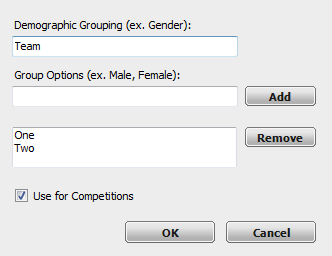 Demographic Grouping (ex. Gender):
Team
Group Options (ex. Male, Female):
Add
One
Two
Remove
Use for Competitions
OK
Cancel